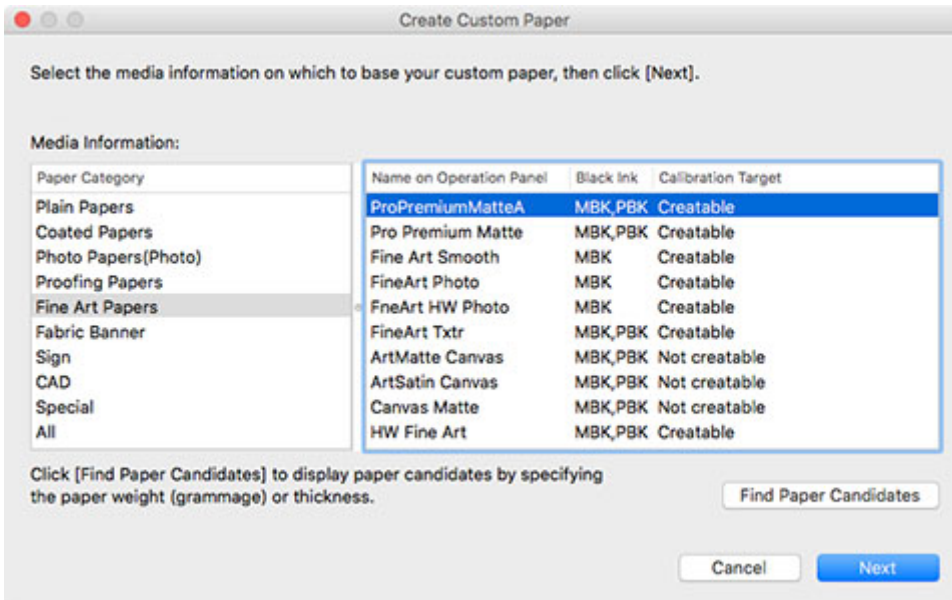 Create Custom Paper
Select the media information on which to base your custom paper, then click [Next].
Media Information:
Paper Category
Plain Papers
Coated Papers
Photo Papers(Photo)
Proofing Papers
Fine Art Papers
Fabric Banner
Sign
CAD
Special
All
Name on Operation Panel Black Ink Calibration Target
ProPremiumMatteA MBK,PBK Creatable
Pro Premium Matte MBK,PBK Creatable
Fine Art Smooth MBK Creatable
FineArt Photo MBK Creatable
FneArt HW Photo MBK Creatable
FineArt Txtr MBK,PBK Creatable
ArtMatte Canvas MBK,PBK Not creatable
ArtSatin Canvas MBK,PBK Not creatable
Canvas Matte MBK,PBK Not creatable
HW Fine Art MBK,PBK Creatable
Click [Find Paper Candidates] to display paper candidates by specifying
the paper weight (grammage) or thickness.
Find Paper Candidates
Cancel Next